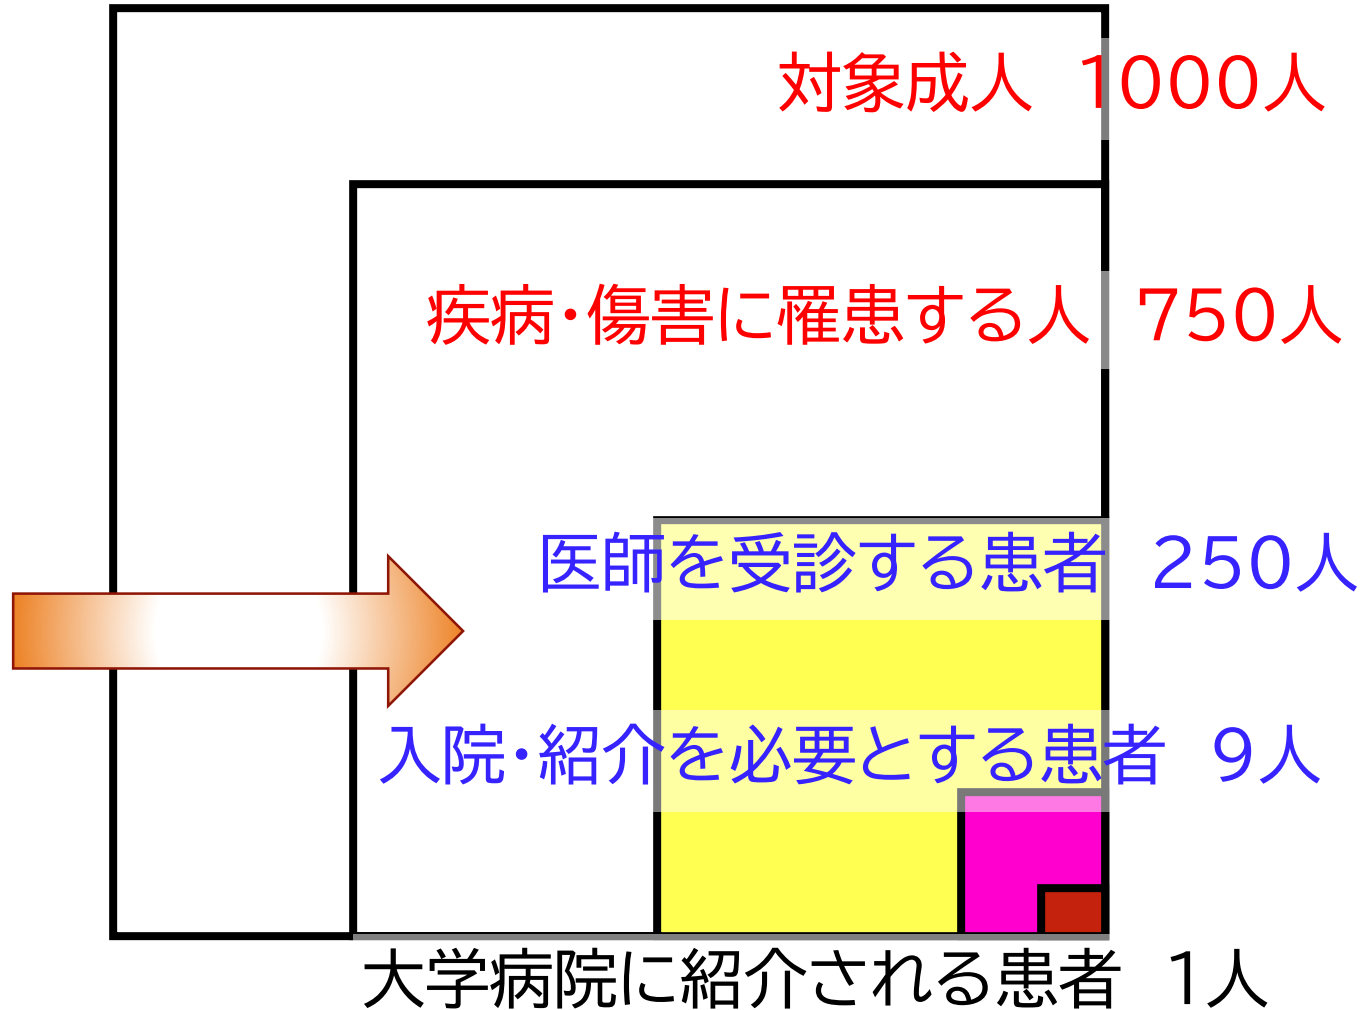 対象成人 1000人
疾病・傷害に罹患する人 750人
医師を受診する患者 250人
入院・紹介を必要とする患者 9人
大学病院に紹介される患者 1人